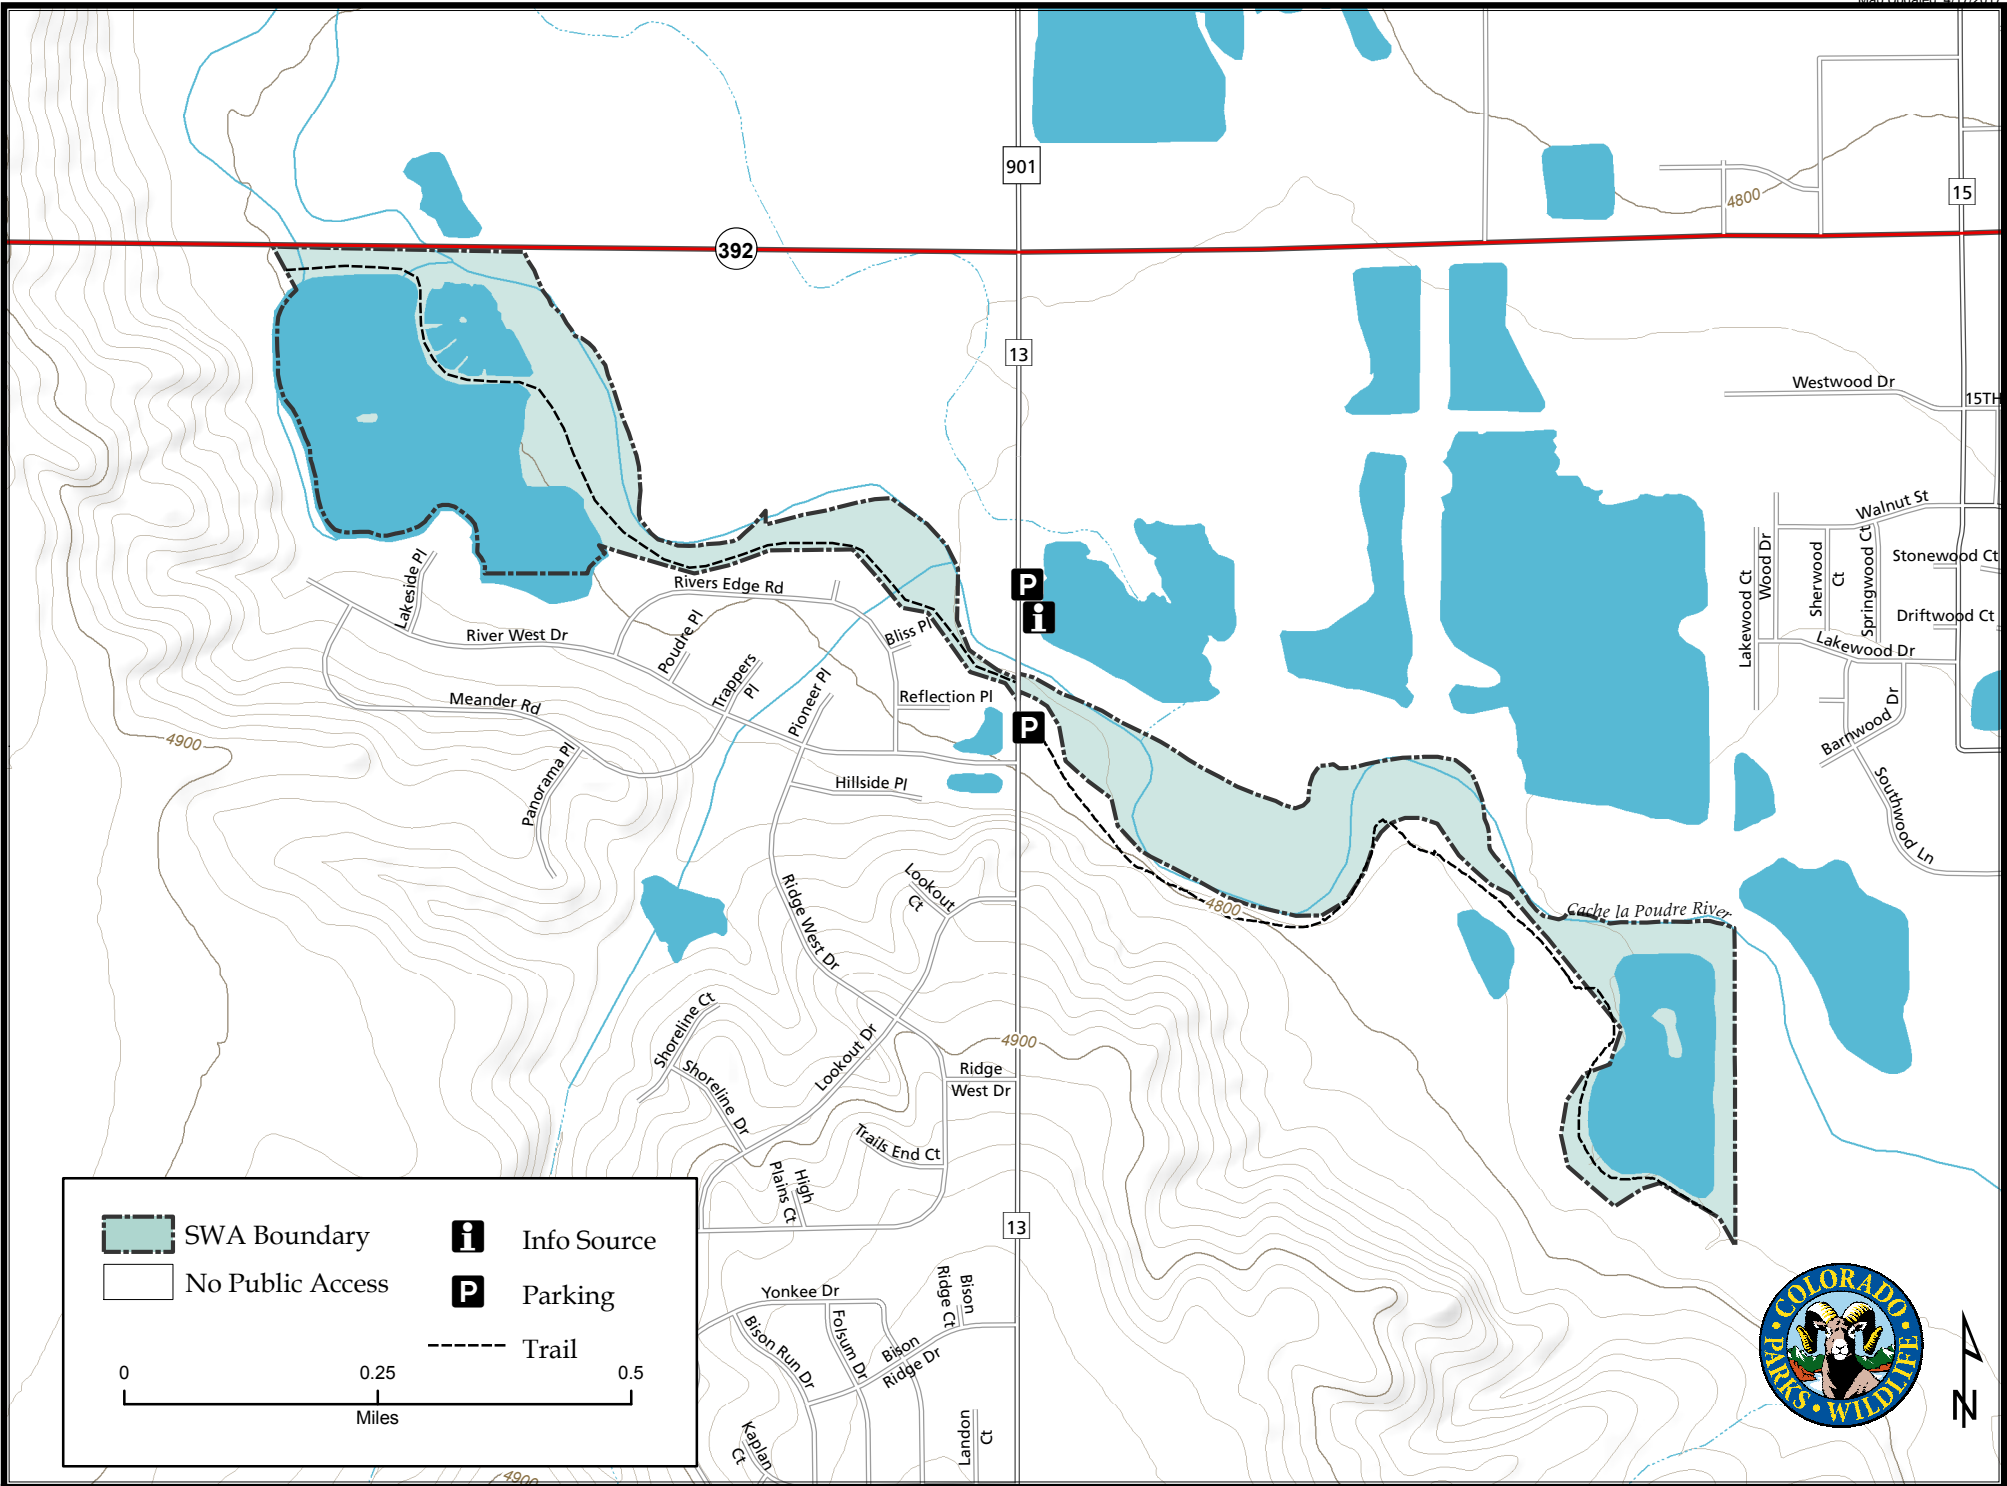 901
15
4800
392
13
Westwood Dr
15TH
Walnut St
Wood Dr
Lakewood Ct
Sherwood
Ct
Springwood Ct
Stonewood Ct
Driftwood Ct
Lakewood Dr
Barnwood Dr
Southwood Ln
P
i
Lakeside Pl
Rivers Edge Rd
River West Dr
Poudre Pl
Bliss Pl
Trappers
Pl
Pioneer Pl
Reflection Pl
Meander Rd
P
4900
Panorama Pl
Hillside Pl
Lookout
Ct
Ridge West Dr
4800
Cache la Poudre River
Shoreline Ct
Lookout Dr
4900
Shoreline Dr
Ridge
West Dr
Trails End Ct
High
Plains Ct
13
Yonkee Dr
Bison
Ridge Ct
Folsum Dr
Bison Run Dr
Bison
Ridge Dr
Kaplan
Ct
Landon
Ct
4900
SWA Boundary
No Public Access
i
Info Source
P
Parking
Trail
0
0.25
0.5
Miles
COLORADO
PARKS • WILDLIFE
N